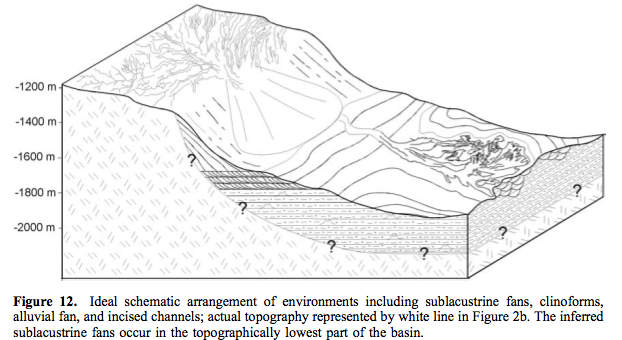 -1200 m
-1400 m
-1600 m
-1800 m
-2000 m
?
?
?
?
?
?
Figure 12. Ideal schematic arrangement of environments including sublacustrine fans, clinoforms,
alluvial fan, and incised channels; actual topography represented by white line in Figure 2b. The inferred
sublacustrine fans occur in the topographically lowest part of the basin.